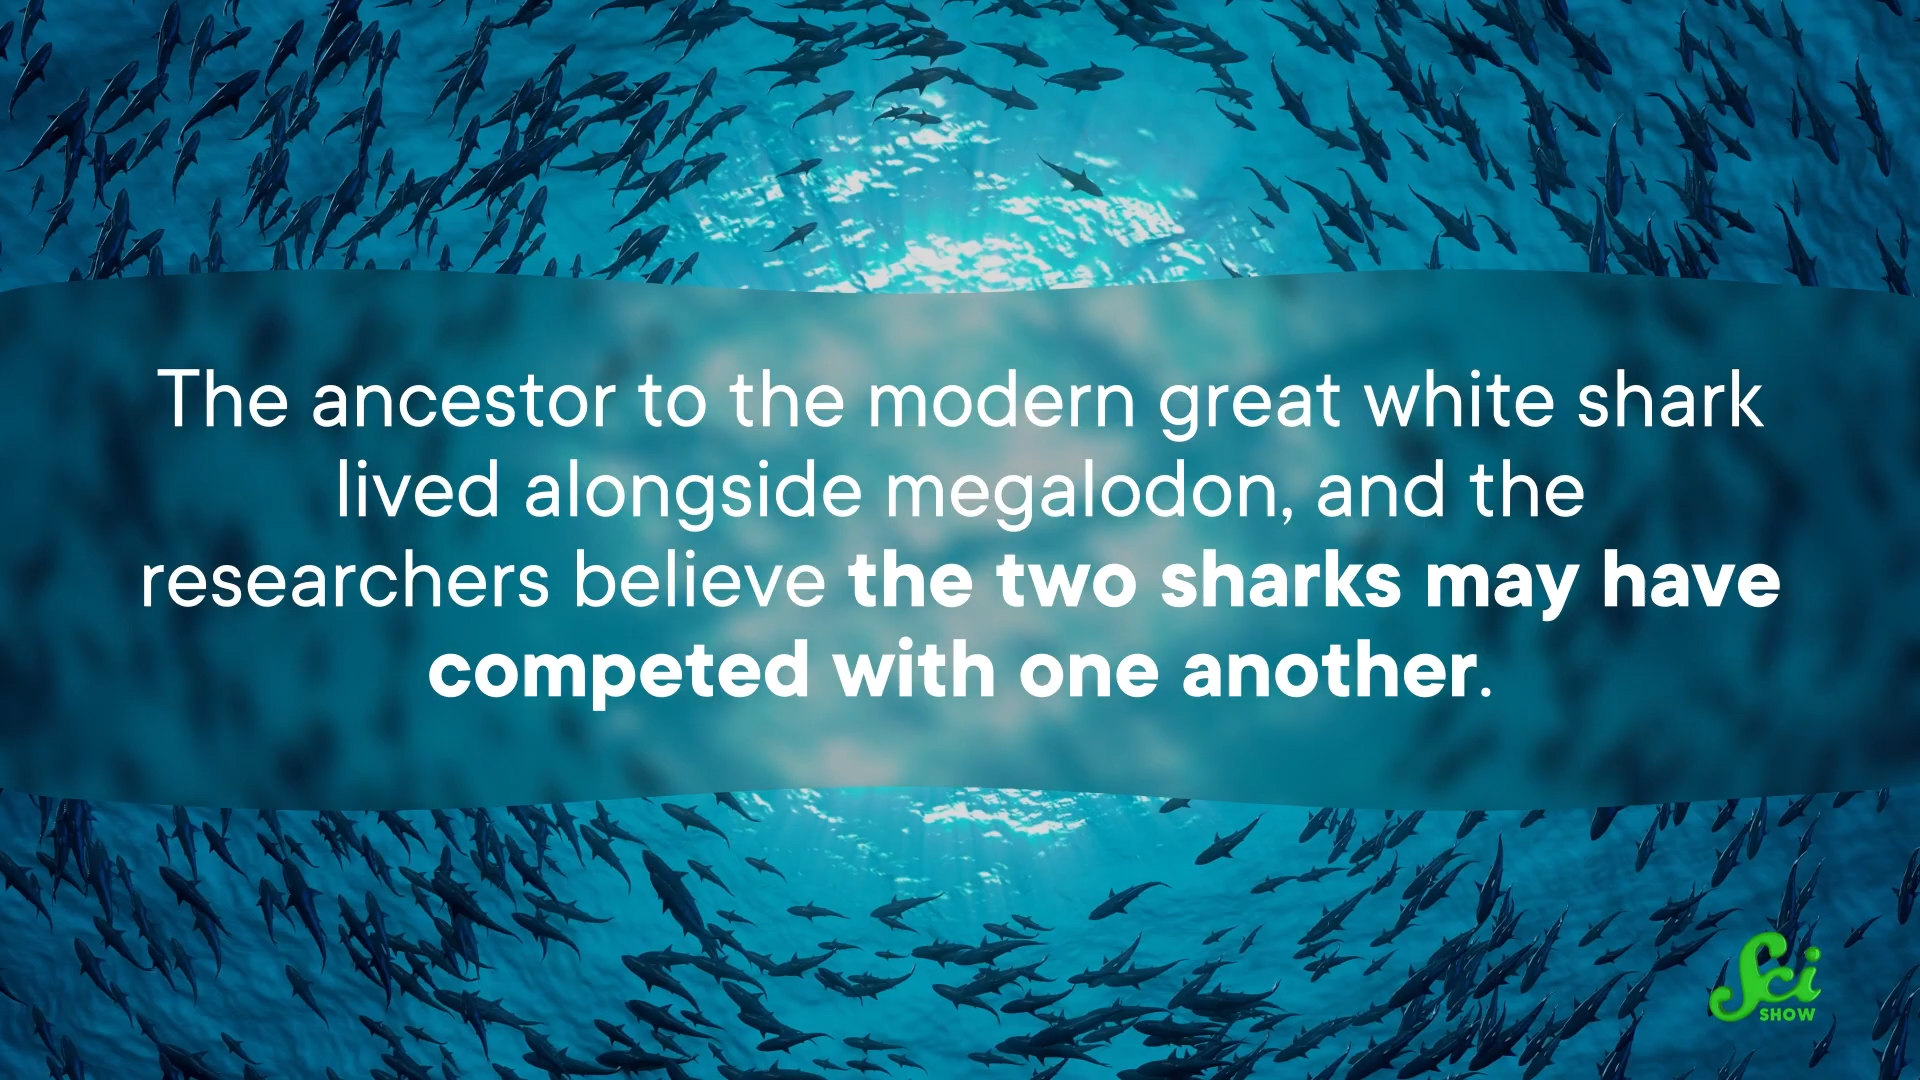 The ancestor to the modern great white shark
lived alongside megalodon, and the
researchers believe the two sharks may have
competed with one another.
Sci
SHOW